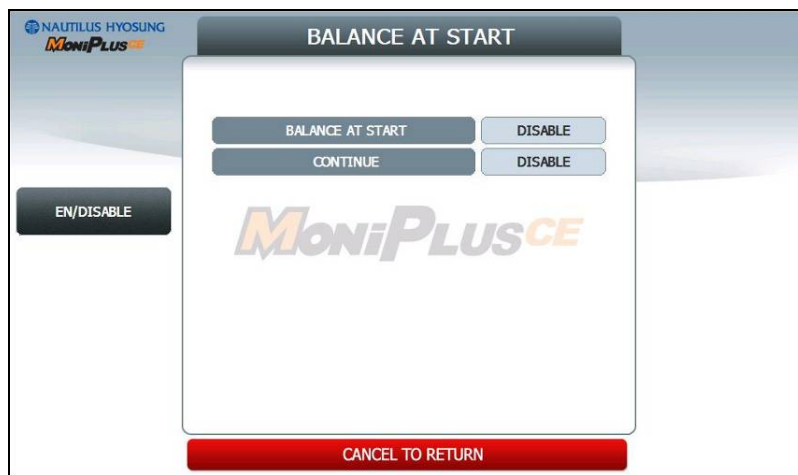 NAUTILUS HYOSUNG
MoniPlusCE
BALANCE AT START
BALANCE AT START DISABLE
CONTINUE DISABLE
EN/DISABLE
MoniPlusCE
CANCEL TO RETURN